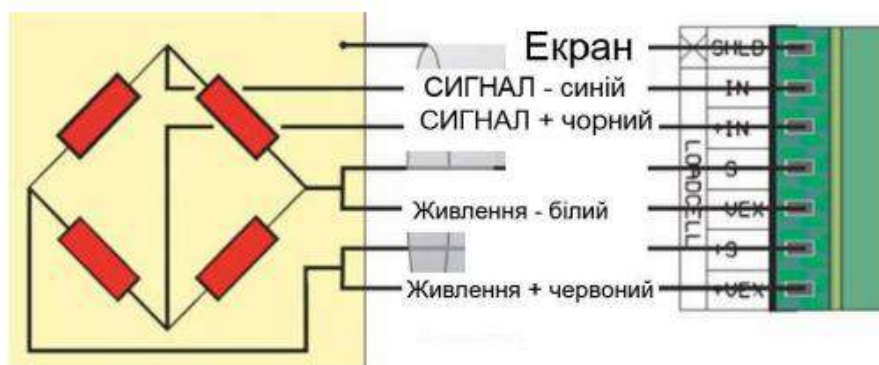 Екран
SHLD
СИГНАЛ - синій
IN
СИГНАЛ + чорний
+IN
S
Живлення - білий
VEX
+S
Живлення + червоний
+VEX
LOADCELL